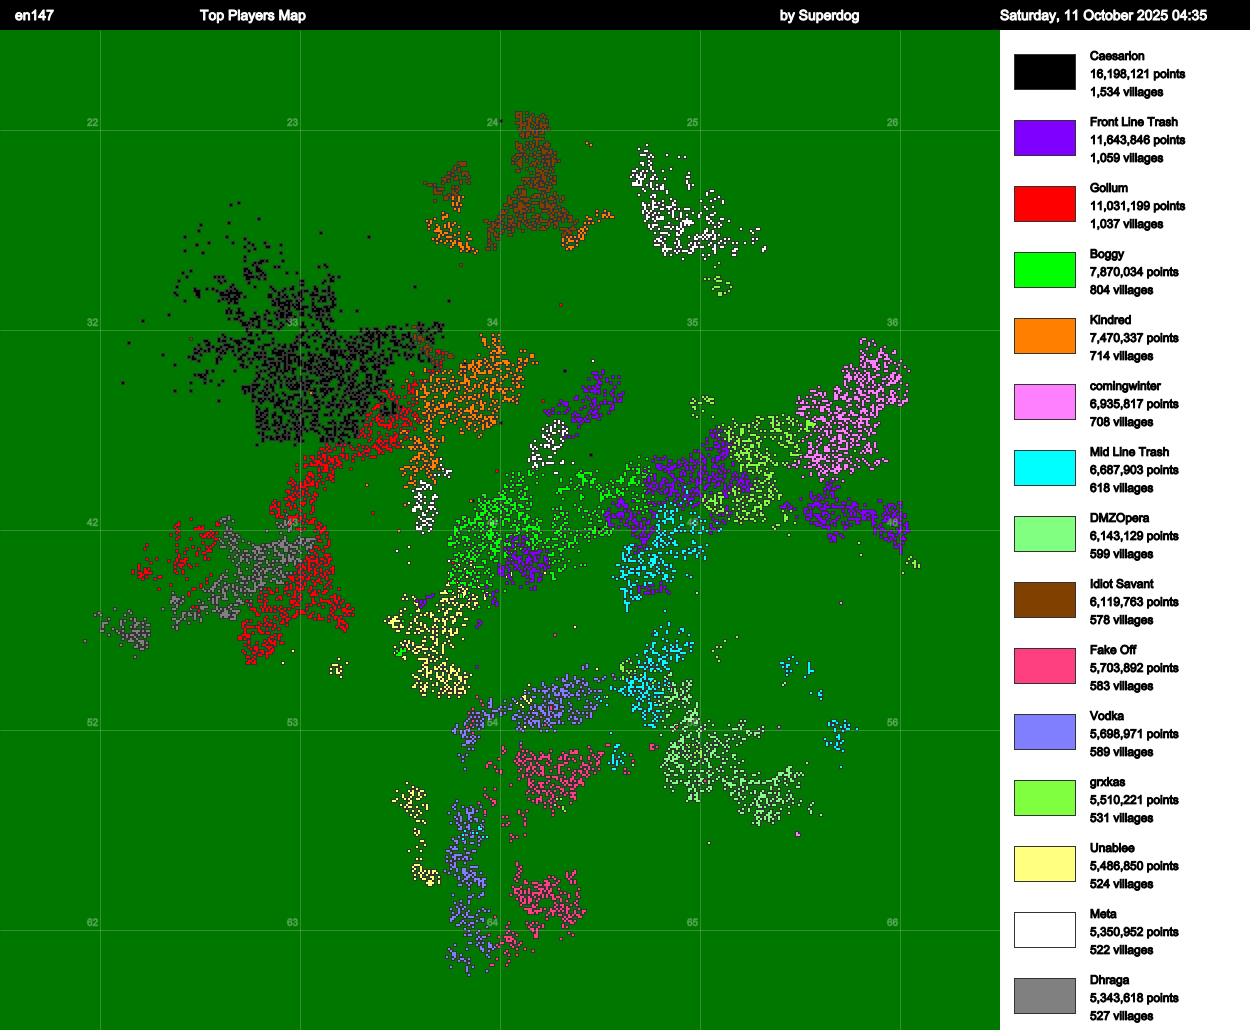 en147 Top Players Map by Superdog Saturday, 11 October 2025 04:35
Caesarion
16,198,121 points
1,534 villages
Front Line Trash
11,643,846 points
1,059 villages
Gollum
11,031,199 points
1,037 villages
Boggy
7,870,034 points
804 villages
Kindred
7,470,337 points
714 villages
comingwinter
6,935,817 points
708 villages
Mid Line Trash
6,687,903 points
618 villages
DMZOpera
6,143,129 points
599 villages
Idiot Savant
6,119,763 points
578 villages
Fake Off
5,703,892 points
583 villages
Vodka
5,698,971 points
589 villages
grxkas
5,510,221 points
531 villages
Unablee
5,486,850 points
524 villages
Meta
5,350,952 points
522 villages
Dhraga
5,343,618 points
527 villages
22 23 24 25 26
32 33 34 35 36
42 43
52 53 54 56
62 63 64 65 66